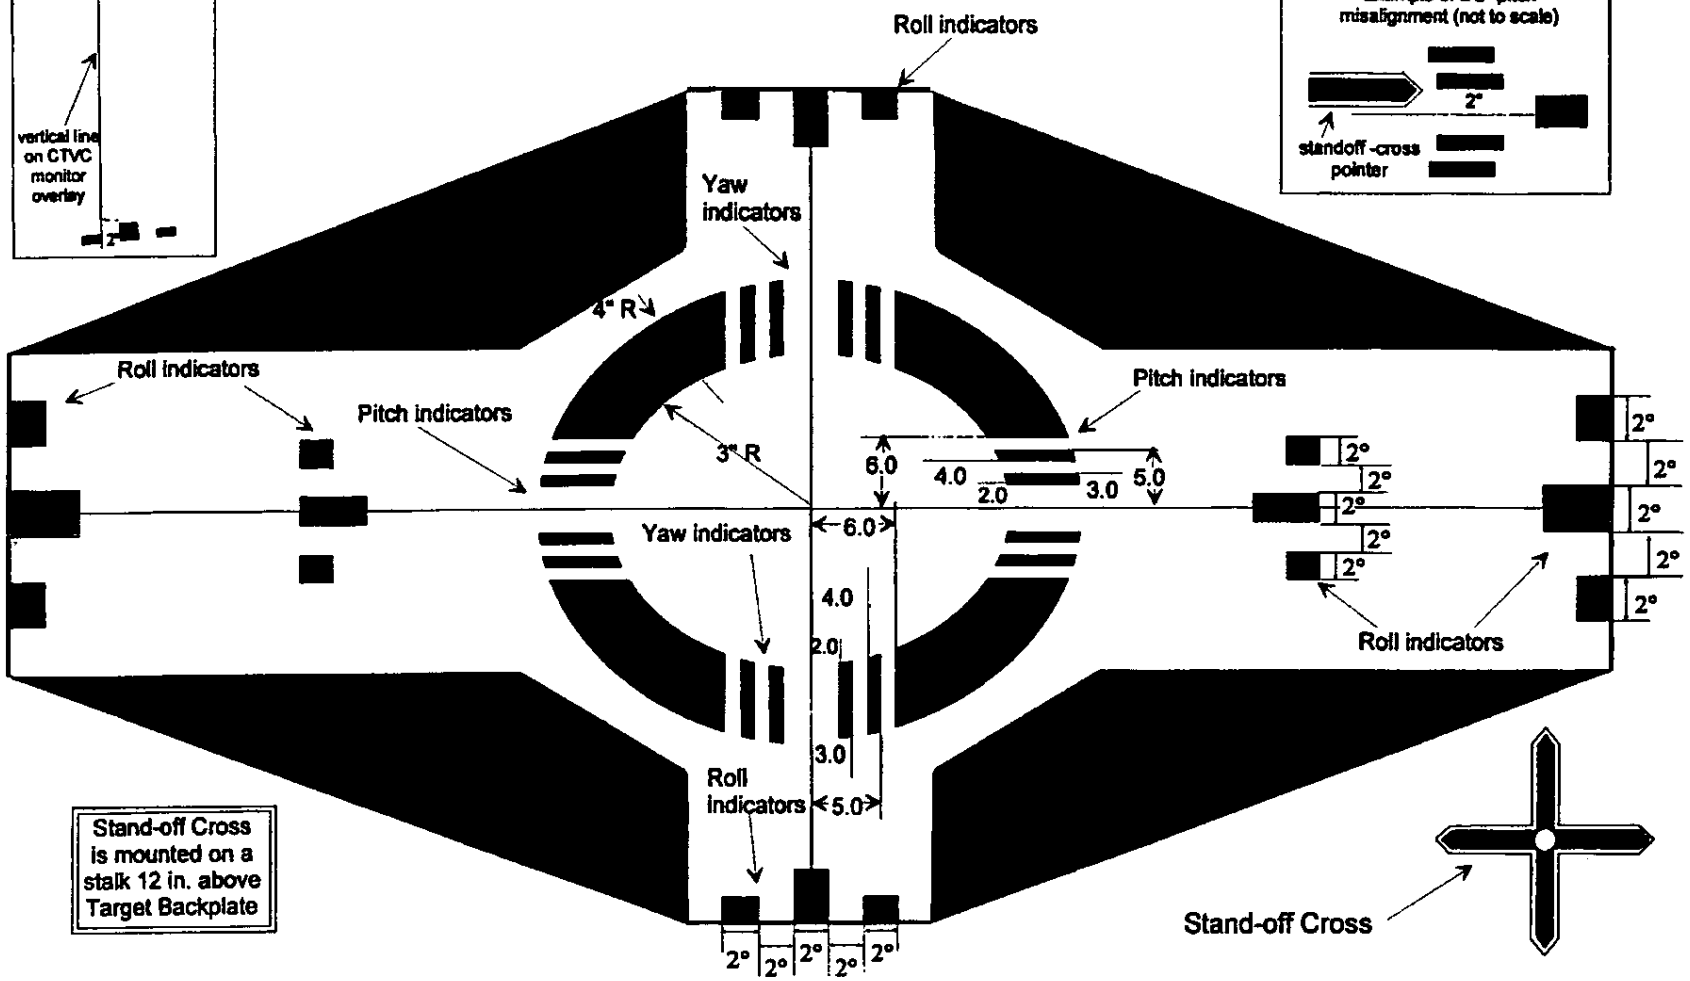 misalignment (not to scale)
2°
standoff -cross
pointer
Roll indicators
vertical line
on CTVC
monitor
overlay
2°
Yaw
indicators
4" R
Roll indicators
Pitch indicators
3" R
Pitch indicators
6.0
4.0
2.0
3.0
5.0
6.0
2°
2°
2°
2°
2°
2°
2°
2°
2°
2°
Yaw indicators
4.0
2.0
3.0
5.0
Roll indicators
Roll
indicators
2°
2°
2°
2°
2°
Stand-off Cross
is mounted on a
stalk 12 in. above
Target Backplate
Stand-off Cross